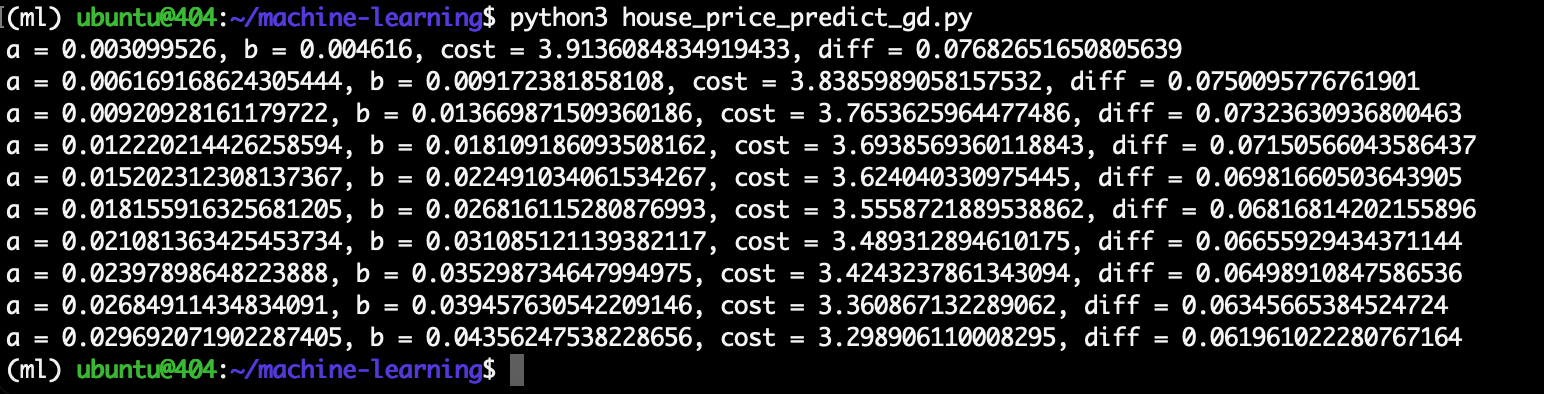 (ml) ubuntu@404:~/machine-learning$ python3 house_price_predict_gd.py
a = 0.003099526, b = 0.004616, cost = 3.9136084834919433, diff = 0.07682651650805639
a = 0.006169168624305444, b = 0.009172381858108, cost = 3.8385989058157532, diff = 0.0750095776761901
a = 0.00920928161179722, b = 0.013669871509360186, cost = 3.7653625964477486, diff = 0.07323630936800463
a = 0.012220214426258594, b = 0.018109186093508162, cost = 3.6938569360118843, diff = 0.07150566043586437
a = 0.015202312308137367, b = 0.022491034061534267, cost = 3.624040330975445, diff = 0.06981660503643905
a = 0.018155916325681205, b = 0.026816115280876993, cost = 3.5558721889538862, diff = 0.06816814202155896
a = 0.021081363425453734, b = 0.031085121139382117, cost = 3.489312894610175, diff = 0.06655929434371144
a = 0.02397898648223888, b = 0.035298734647994975, cost = 3.4243237861343094, diff = 0.06498910847586536
a = 0.02684911434834091, b = 0.039457630542209146, cost = 3.360867132289062, diff = 0.06345665384524724
a = 0.029692071902287405, b = 0.04356247538228656, cost = 3.298906110008295, diff = 0.061961022280767164
(ml) ubuntu@404:~/machine-learning$